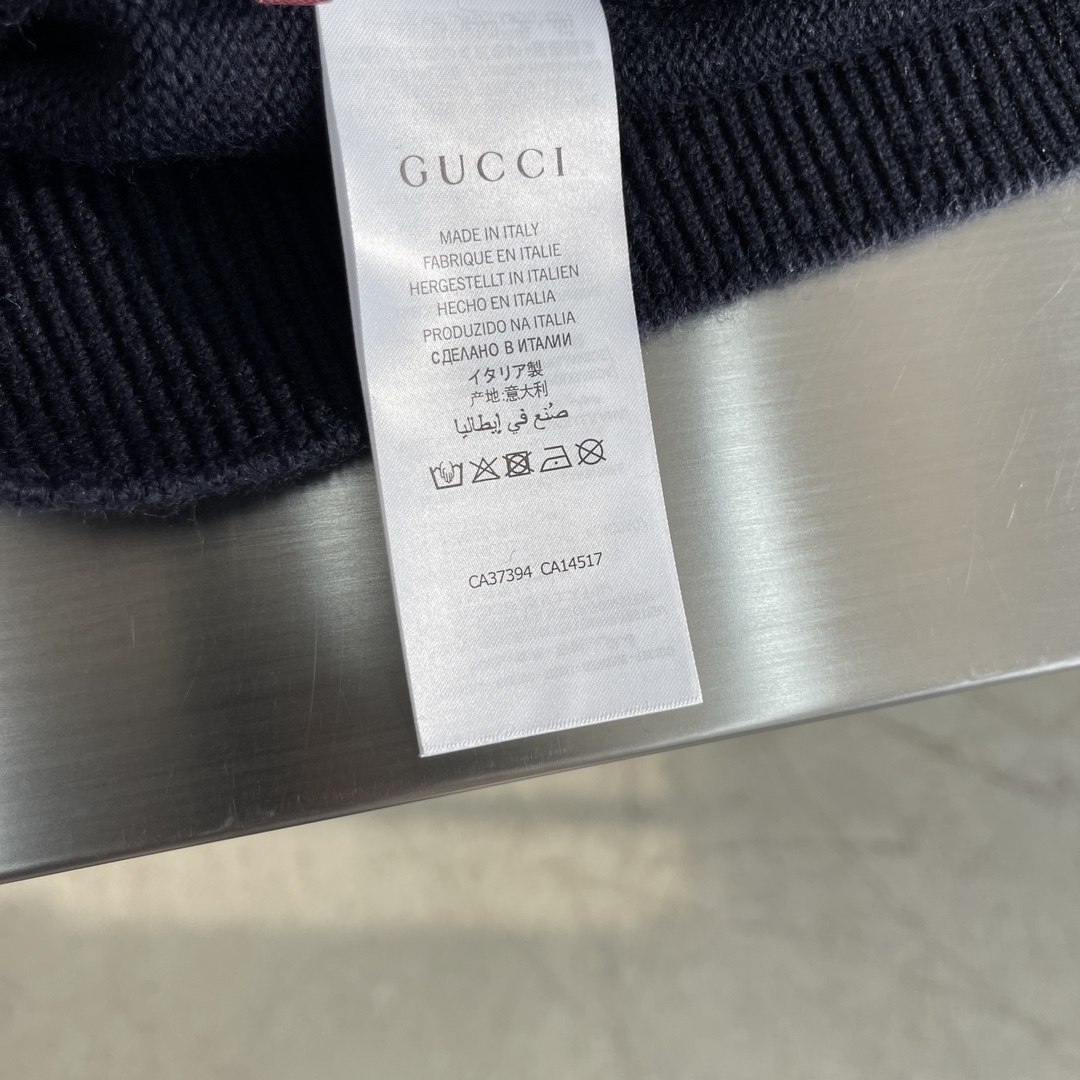 GUCCI
MADE IN ITALY
FABRIQUE EN ITALIE
HERGESTELLT IN ITALIEN
HECHO EN ITALIA
PRODUZIDO NA ITALIA
СДЕЛАНО В ИТАЛИИ
イタリア製
产地:意大利
صُنع في إيطاليا
CA37394 CA14517